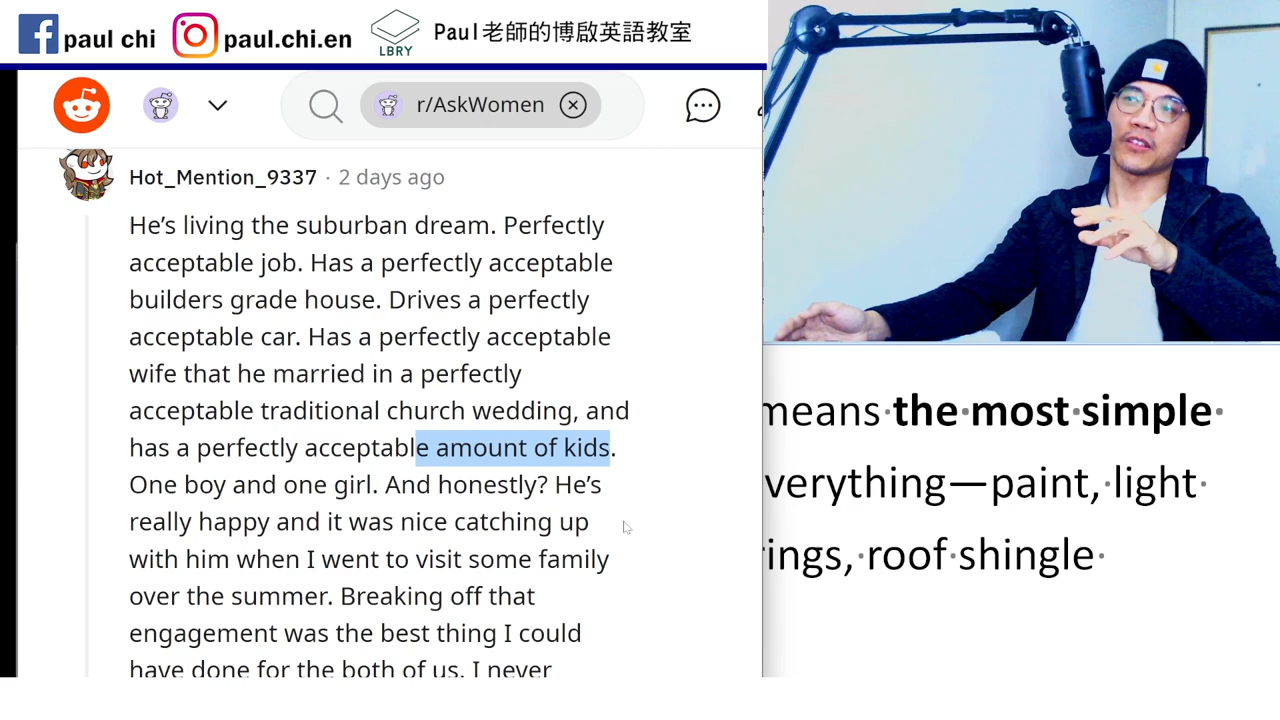 paul chi
paul.chi.en
LBRY
Paul老師的博啟英語教室
r/AskWomen
Hot_Mention_9337 · 2 days ago
He’s living the suburban dream. Perfectly
acceptable job. Has a perfectly acceptable
builders grade house. Drives a perfectly
acceptable car. Has a perfectly acceptable
wife that he married in a perfectly
acceptable traditional church wedding, and
has a perfectly acceptable amount of kids.
One boy and one girl. And honestly? He’s
really happy and it was nice catching up
with him when I went to visit some family
over the summer. Breaking off that
engagement was the best thing I could
have done for the both of us. I never
means the most simple
verything—paint, light
rings, roof shingle